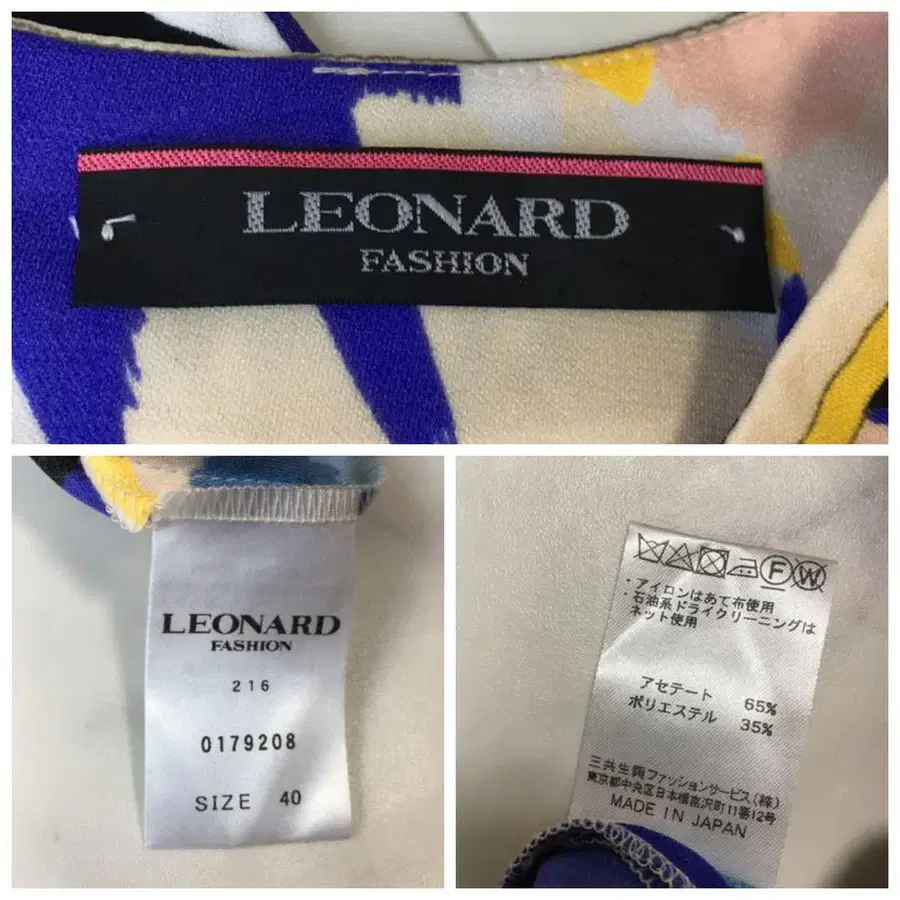 LEONARD
FASHION
LEONARD
FASHION
216
0179208
SIZE 40
F W
・アイロンはあて布使用
・石油系ドライクリーニングは
ネット使用
アセテート 65%
ポリエステル 35%
三共生興ファッションサービス(株)
東京都中央区日本橋富沢町11番12号
MADE IN JAPAN